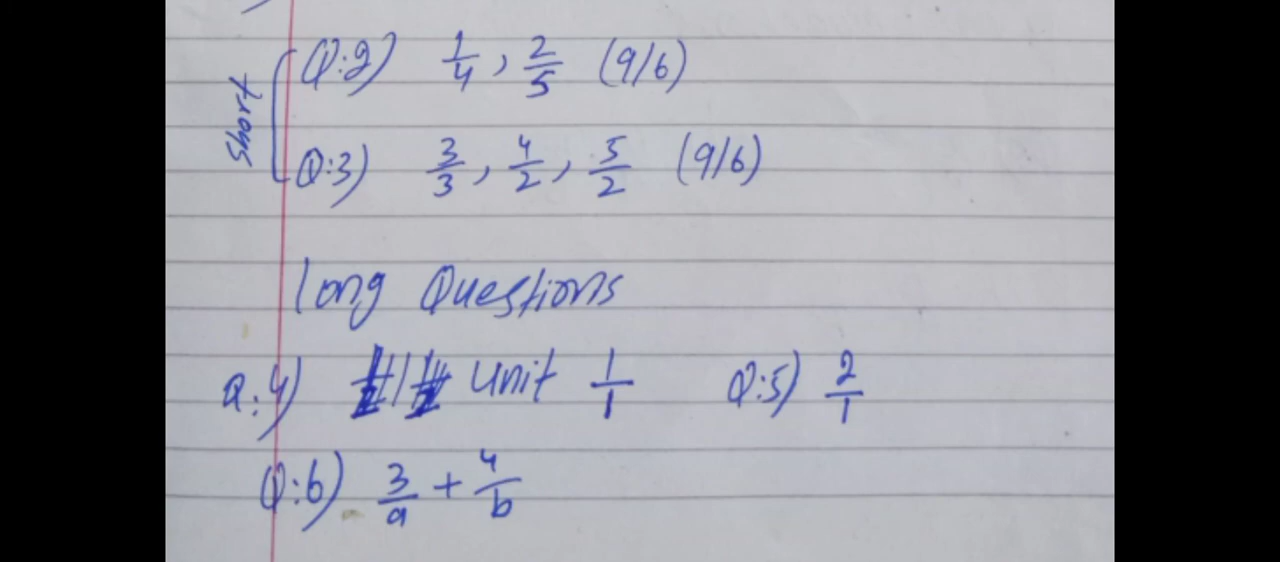 Short
Q:2) 1/4, 2/5 (9/6)
Q:3) 3/3, 4/2, 5/2 (9/6)
Long Questions
Q:4) Unit 1/1 Q:5) 2/1
Q:6) 3/a + 4/b